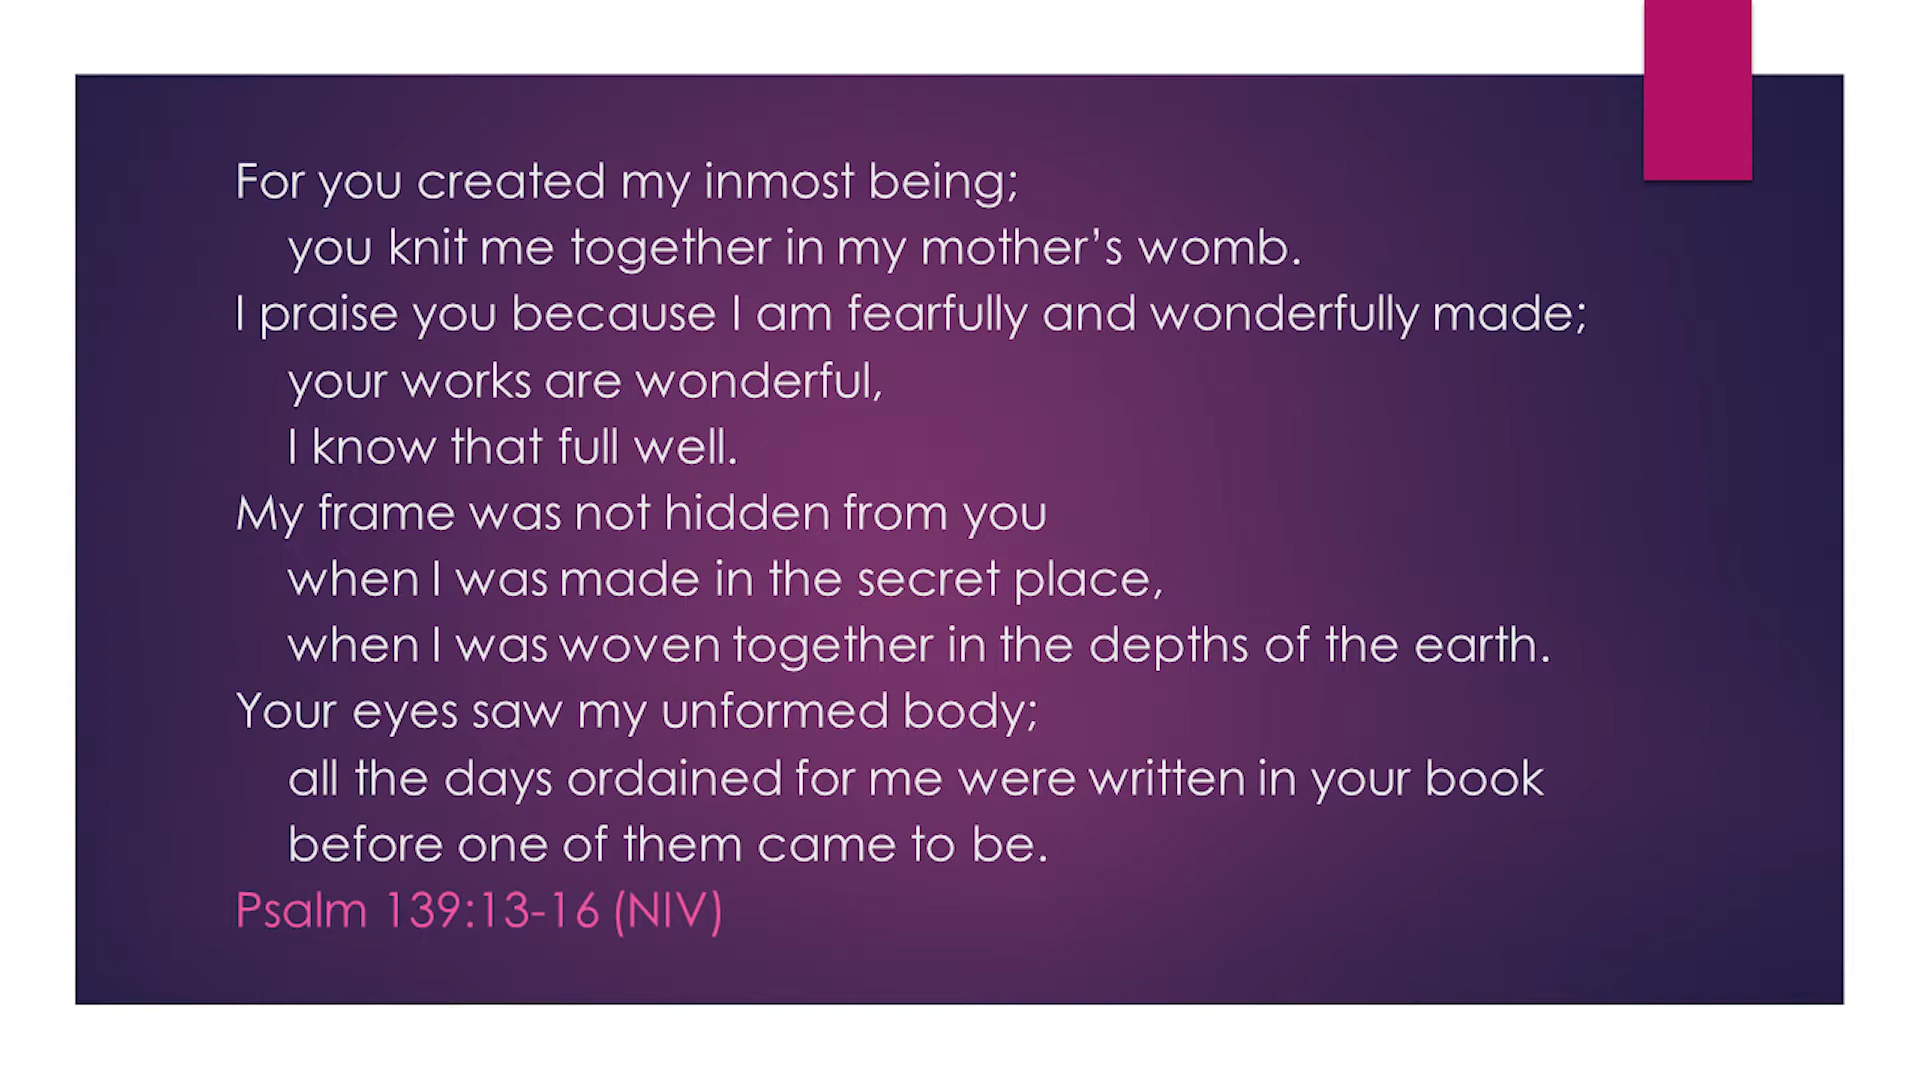 For you created my inmost being;
you knit me together in my mother’s womb.
I praise you because I am fearfully and wonderfully made;
your works are wonderful,
I know that full well.
My frame was not hidden from you
when I was made in the secret place,
when I was woven together in the depths of the earth.
Your eyes saw my unformed body;
all the days ordained for me were written in your book
before one of them came to be.
Psalm 139:13-16 (NIV)